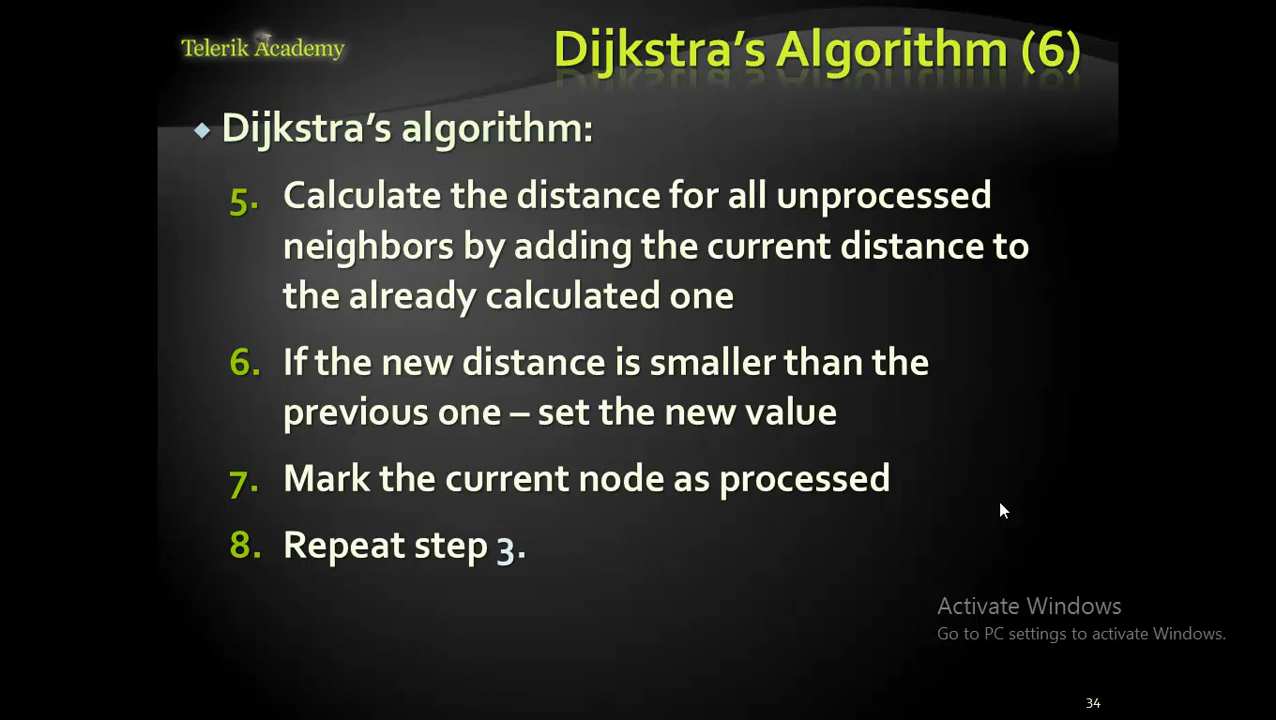 Telerik Academy
Dijkstra's Algorithm (6)
Dijkstra's algorithm:
5. Calculate the distance for all unprocessed
neighbors by adding the current distance to
the already calculated one
6. If the new distance is smaller than the
previous one – set the new value
7. Mark the current node as processed
8. Repeat step 3.
Activate Windows
Go to PC settings to activate Windows.
34